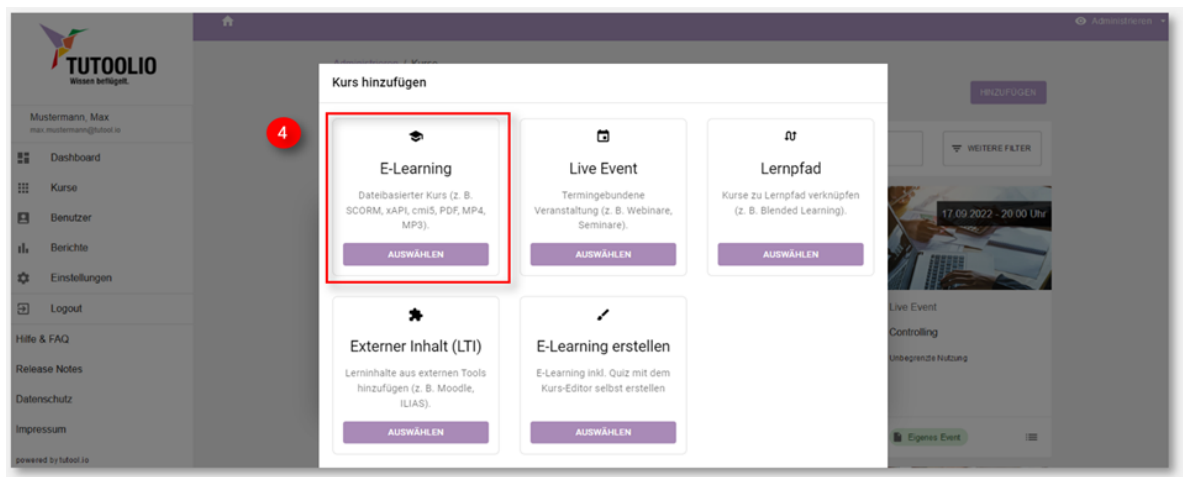 TUTOOLIO
Wissen beflügelt.
Mustermann, Max
max.mustermann@tutool.io
Dashboard
Kurse
Benutzer
Berichte
Einstellungen
Logout
Hilfe & FAQ
Release Notes
Datenschutz
Impressum
powered by tutool.io
Administrieren
Administrieren / Kurse
HINZUFÜGEN
WEITERE FILTER
Kurs hinzufügen
4
E-Learning
Dateibasierter Kurs (z. B.
SCORM, xAPI, cmi5, PDF, MP4,
MP3).
AUSWÄHLEN
Live Event
Termingebundene
Veranstaltung (z. B. Webinare,
Seminare).
AUSWÄHLEN
Lernpfad
Kurse zu Lernpfad verknüpfen
(z. B. Blended Learning).
AUSWÄHLEN
Externer Inhalt (LTI)
Lerninhalte aus externen Tools
hinzufügen (z. B. Moodle,
ILIAS).
AUSWÄHLEN
E-Learning erstellen
E-Learning inkl. Quiz mit dem
Kurs-Editor selbst erstellen
AUSWÄHLEN
17.09.2022 - 20:00 Uhr
Live Event
Controlling
Unbegrenzte Nutzung
Eigenes Event